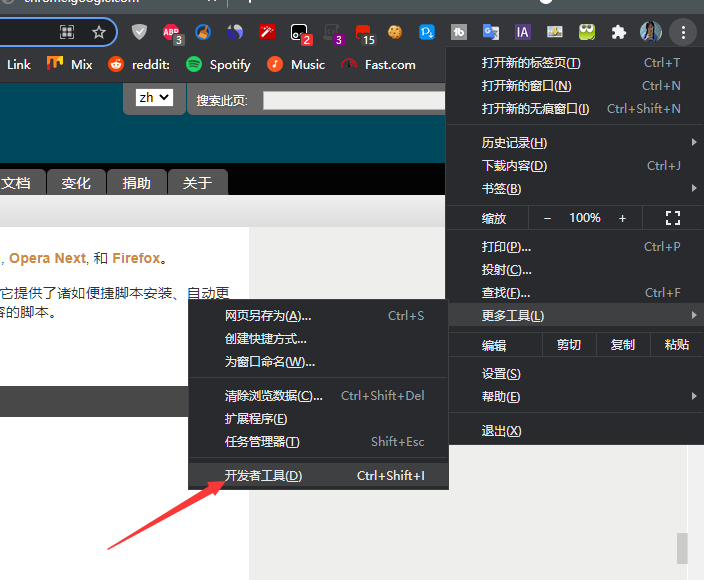 ABP 3
2
3
15
tb
IA
Link Mix reddit: Spotify Music Fast.com
zh 搜索此页:
文档 变化 捐助 关于
, Opera Next, 和 Firefox。
它提供了诸如便捷脚本安装、自动更
容的脚本。
打开新的标签页(T) Ctrl+T
打开新的窗口(N) Ctrl+N
打开新的无痕窗口(I) Ctrl+Shift+N
历史记录(H)
下载内容(D) Ctrl+J
书签(B)
缩放 − 100% +
打印(P)... Ctrl+P
投射(C)...
查找(F)... Ctrl+F
更多工具(L)
编辑 剪切 复制 粘贴
设置(S)
帮助(E)
退出(X)
网页另存为(A)... Ctrl+S
创建快捷方式...
为窗口命名(W)...
清除浏览数据(C)... Ctrl+Shift+Del
扩展程序(E)
任务管理器(T) Shift+Esc
开发者工具(D) Ctrl+Shift+I